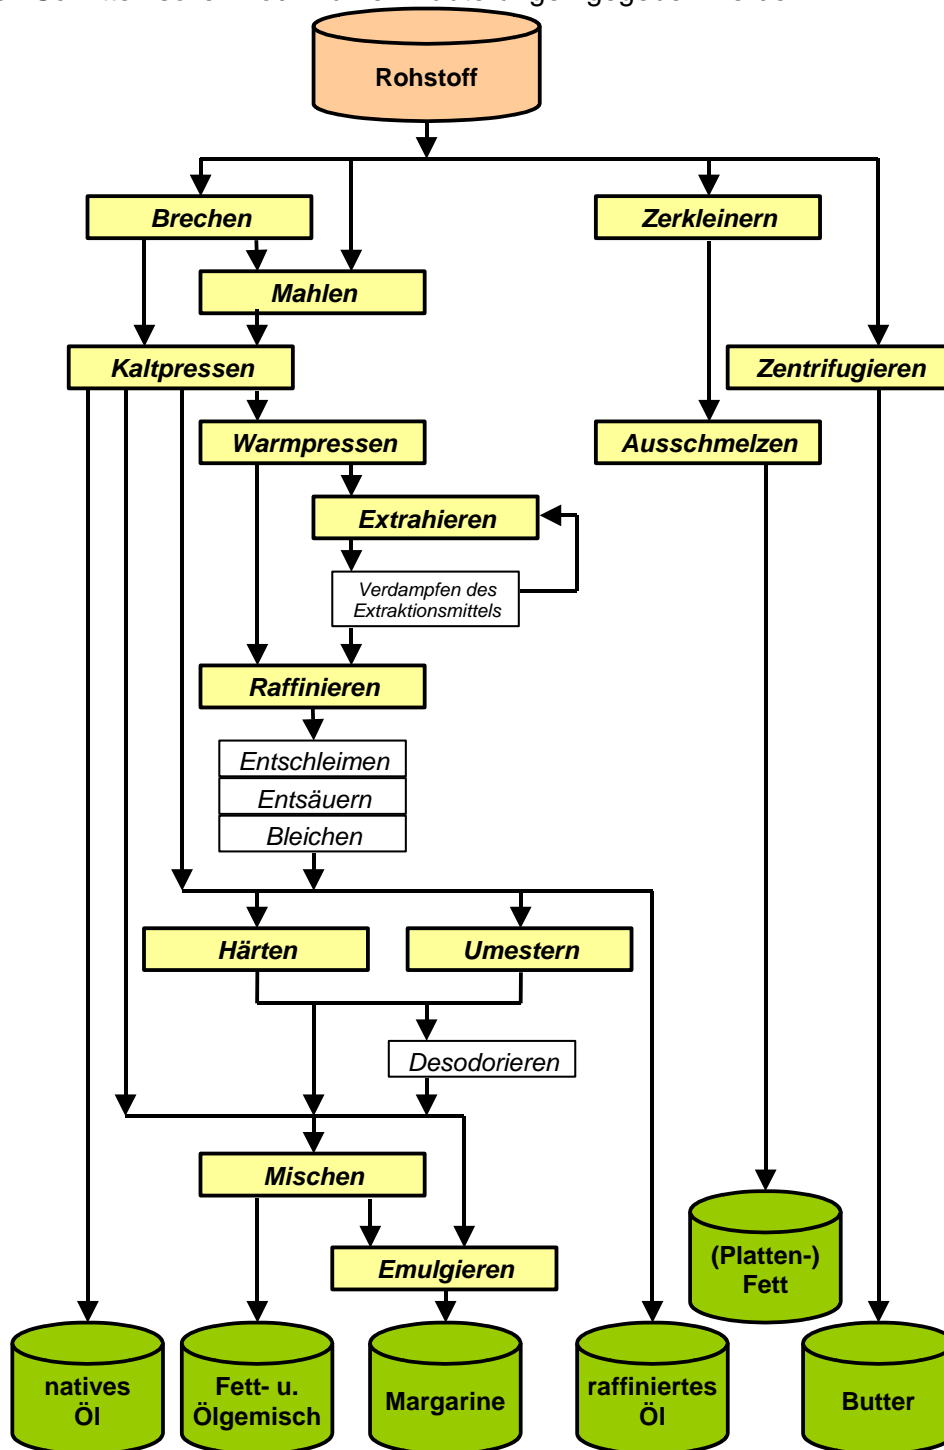 Rohstoff
Brechen
Zerkleinern
Mahlen
Kaltpressen
Zentrifugieren
Warmpressen
Ausschmelzen
Extrahieren
Verdampfen des
Extraktionsmittels
Raffinieren
Entschleimen
Entsäuern
Bleichen
Härten
Umestern
Desodorieren
Mischen
(Platten-)
Fett
Emulgieren
natives
Öl
Fett- u.
Ölgemisch
Margarine
raffiniertes
Öl
Butter